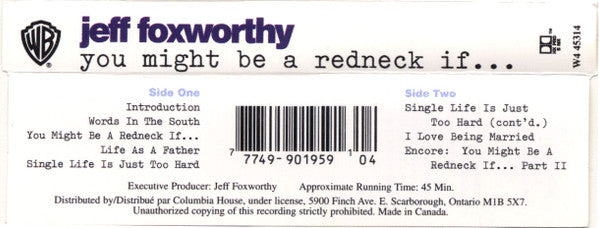 WB
jeff foxworthy
you might be a redneck if...
W4 45314
Side One
Introduction
Words In The South
You Might Be A Redneck If...
Life As A Father
Single Life Is Just Too Hard
7 7749-901959 1 04
Side Two
Single Life Is Just
Too Hard (cont'd.)
I Love Being Married
Encore: You Might Be A
Redneck If... Part II
Executive Producer: Jeff Foxworthy Approximate Running Time: 45 Min.
Distributed by/Distribué par Columbia House, under license, 5900 Finch Ave. E. Scarborough, Ontario M1B 5X7.
Unauthorized copying of this recording strictly prohibited. Made in Canada.